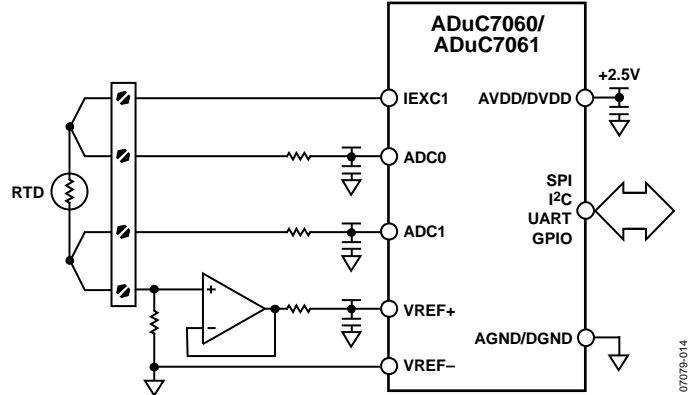 ADuC7060/
ADuC7061
+2.5V
IEXC1
AVDD/DVDD
ADC0
RTD
SPI
I²C
UART
GPIO
ADC1
+
–
VREF+
AGND/DGND
VREF–
07079-014